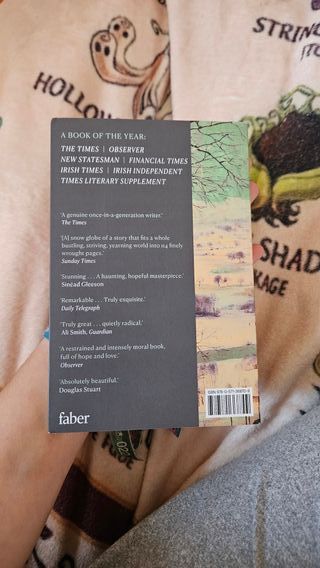 STRING
HOLLOW
A BOOK OF THE YEAR:
THE TIMES | OBSERVER
NEW STATESMAN | FINANCIAL TIMES
IRISH TIMES | IRISH INDEPENDENT
TIMES LITERARY SUPPLEMENT
'A genuine once-in-a-generation writer.'
The Times
'[A] snow globe of a story that fits a whole
bustling, striving, yearning world into 114 finely
wrought pages.'
Sunday Times
'Stunning . . . A haunting, hopeful masterpiece.'
Sinéad Gleeson
'Remarkable . . . Truly exquisite.'
Daily Telegraph
'Truly great . . . quietly radical.'
Ali Smith, Guardian
'A restrained and intensely moral book,
full of hope and love.'
Observer
'Absolutely beautiful.'
Douglas Stuart
faber
SHAD
KAGE